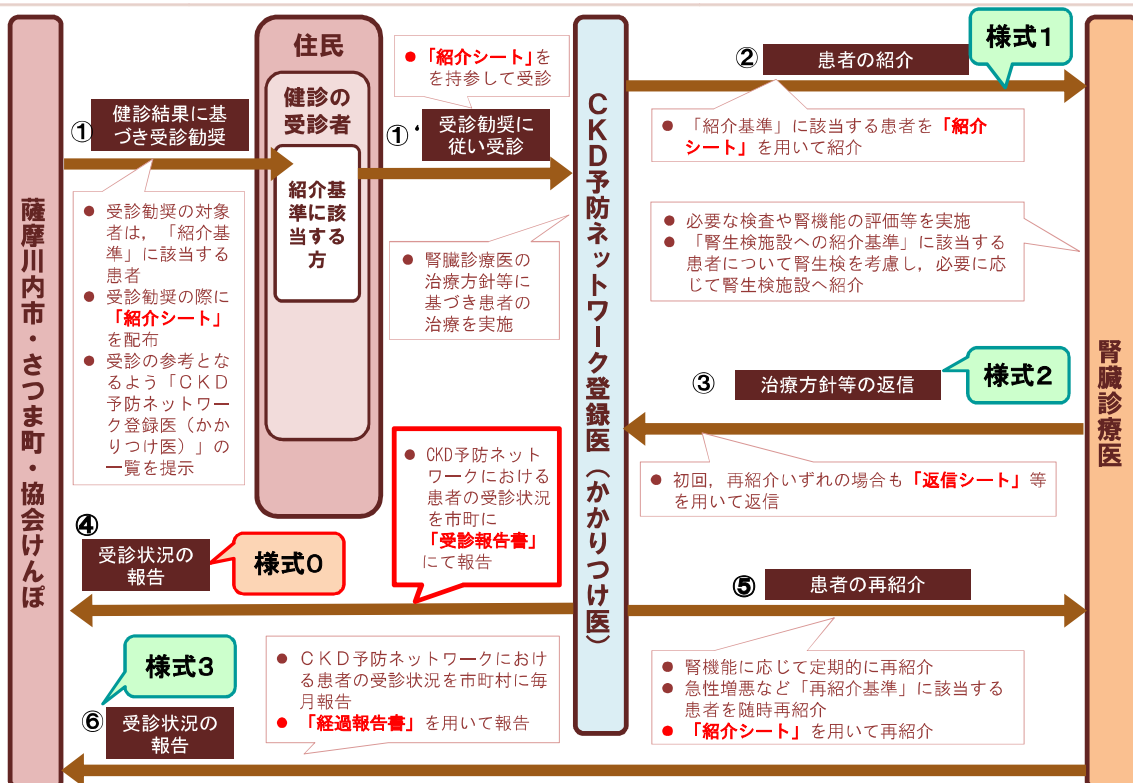 薩摩川内市・さつま町・協会けんぽ
住民
健診の
受診者
紹介基
準に該
当する
方
①
健診結果に基
づき受診勧奨
● 受診勧奨の対象
者は，「紹介基
準」に該当する
患者
● 受診勧奨の際に
「紹介シート」
を配布
● 受診の参考とな
るよう「ＣＫＤ
予防ネットワー
ク登録医（かか
りつけ医）」の
一覧を提示
● 「紹介シート」を
を持参して受診
①‘
受診勧奨に
従い受診
● 腎臓診療医の
治療方針等に
基づき患者の
治療を実施
ＣＫＤ予防ネットワーク登録医（かかりつけ医）
②
患者の紹介
様式1
● 「紹介基準」に該当する患者を「紹介
シート」を用いて紹介
● 必要な検査や腎機能の評価等を実施
● 「腎生検施設への紹介基準」に該当する
患者について腎生検を考慮し，必要に応
じて腎生検施設へ紹介
腎臓診療医
③
治療方針等の返信
様式2
● 初回，再紹介いずれの場合も「返信シート」等
を用いて返信
● CKD予防ネット
ワークにおける
患者の受診状況
を市町に
「受診報告書」
にて報告
④
受診状況の
報告
様式0
⑤
患者の再紹介
● 腎機能に応じて定期的に再紹介
● 急性増悪など「再紹介基準」に該当する
患者を随時再紹介
● 「紹介シート」を用いて再紹介
様式3
⑥
受診状況の
報告
● ＣＫＤ予防ネットワークにおけ
る患者の受診状況を市町村に毎
月報告
● 「経過報告書」を用いて報告